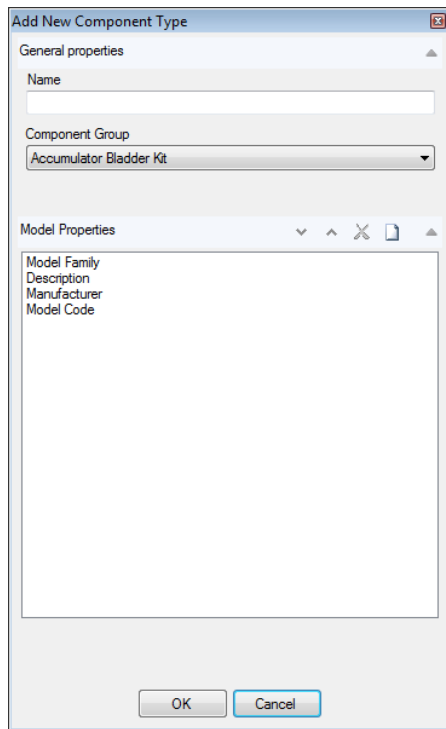 Add New Component Type
General properties
Name
Component Group
Accumulator Bladder Kit
Model Properties
Model Family
Description
Manufacturer
Model Code
OK
Cancel